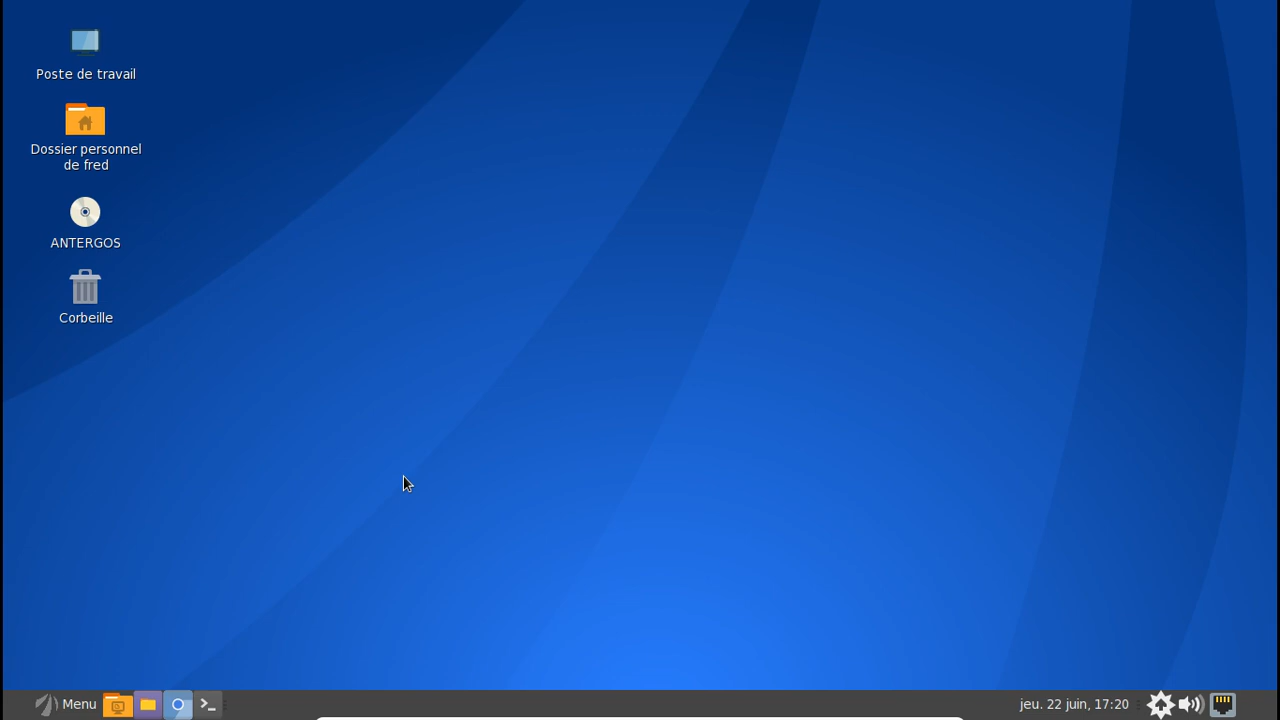 Poste de travail
Dossier personnel
de fred
ANTERGOS
Corbeille
Menu
jeu. 22 juin, 17:20